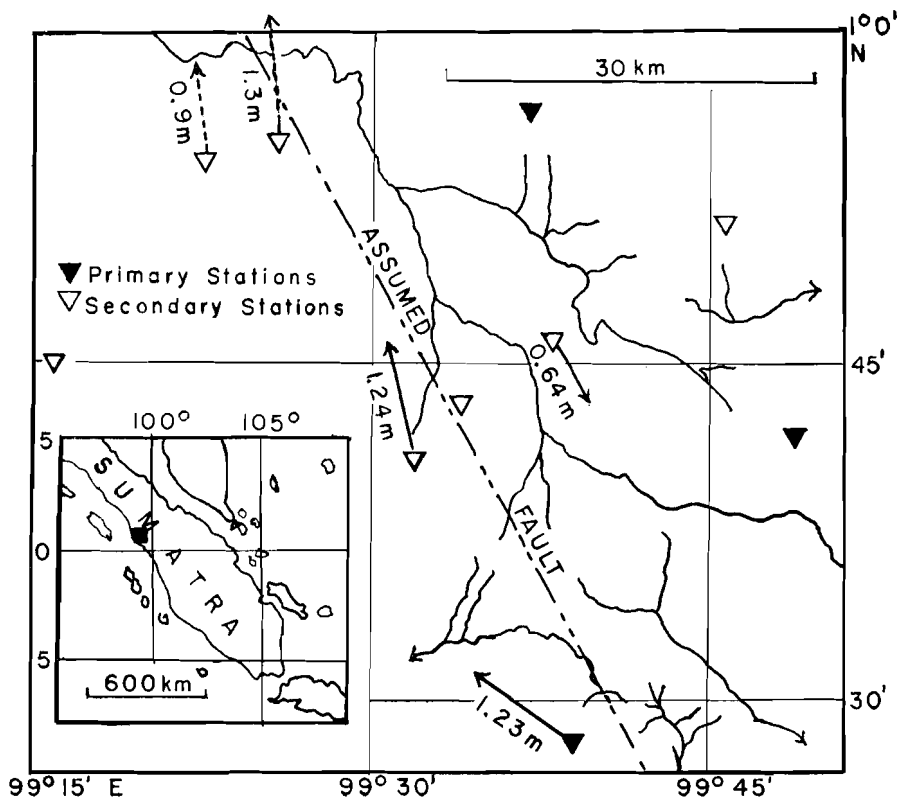 1°0'
N
30 km
0.9m
1.3m
ASSUMED
FAULT
Primary Stations
Secondary Stations
45'
0.64m
1.24m
100° 105°
5
0
5
SUMATRA
600km
30'
1.23m
99°15' E 99°30' 99°45'